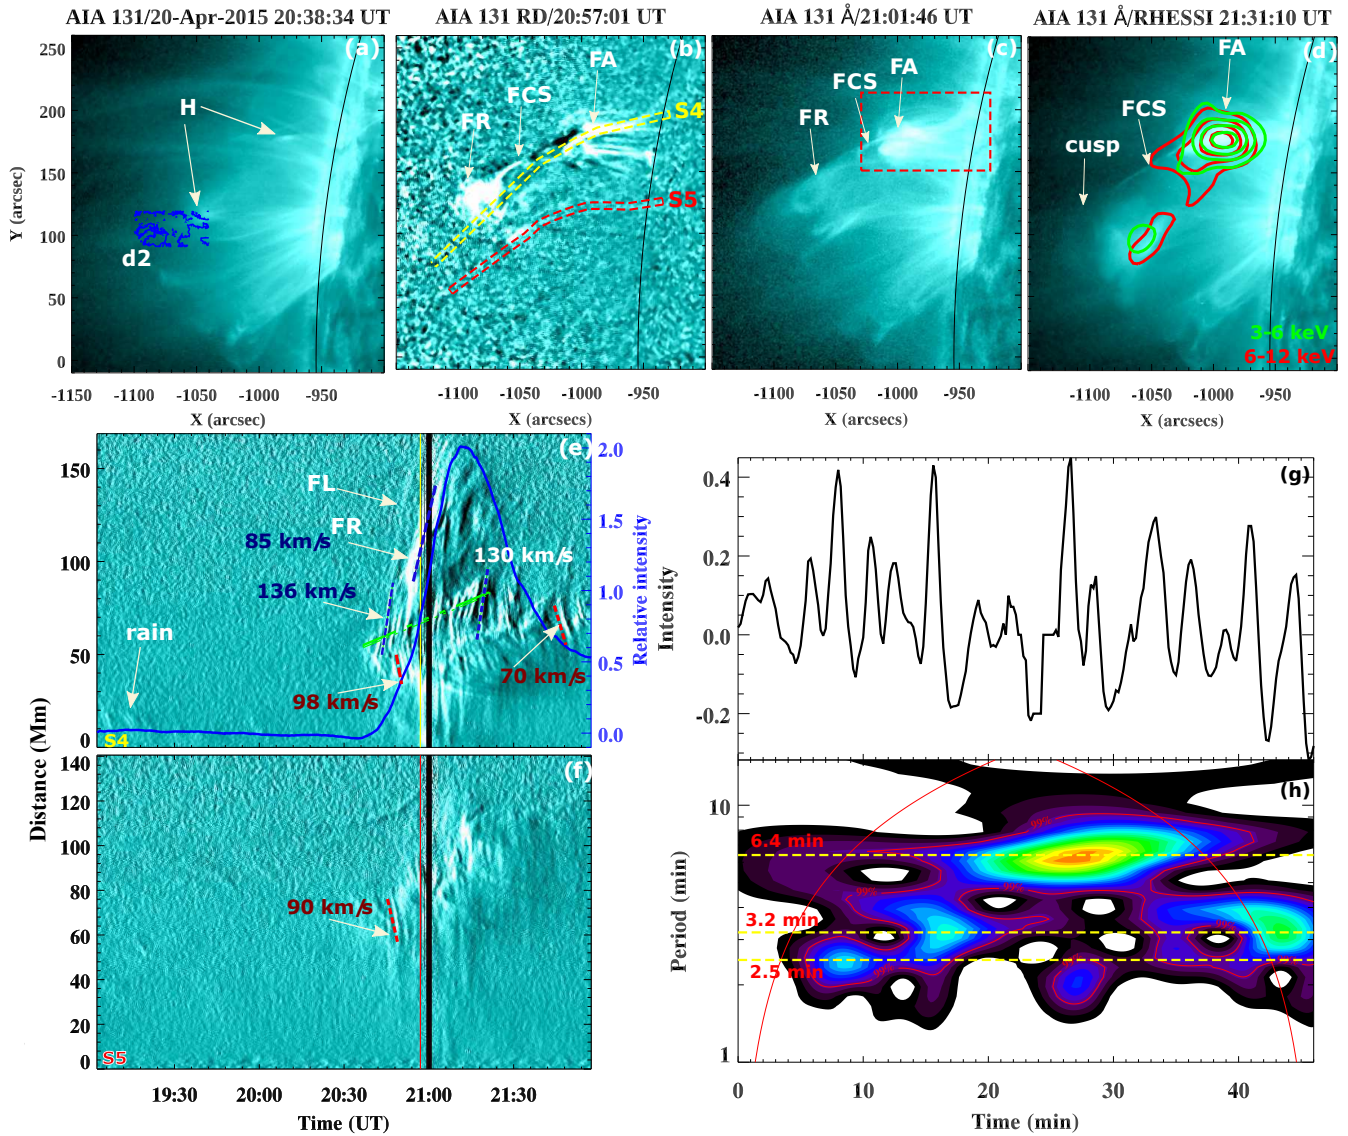 AIA 131/20-Apr-2015 20:38:34 UT
AIA 131 RD/20:57:01 UT
AIA 131 Å/21:01:46 UT
AIA 131 Å/RHESSI 21:31:10 UT
(a)
(b)
(c)
(d)
250
200
150
100
50
0
Y (arcsec)
H
d2
FR
FCS
FA
S4
S5
FR
FCS
FA
cusp
FCS
FA
3-6 keV
6-12 keV
-1150 -1100 -1050 -1000 -950
-1100 -1050 -1000 -950
-1100 -1050 -1000 -950
-1100 -1050 -1000 -950
X (arcsec)
X (arcsecs)
X (arcsecs)
X (arcsecs)
(e)
150
100
50
0
2.0
1.5
1.0
0.5
0.0
Relative intensity
FL
FR
85 km/s
136 km/s
130 km/s
rain
98 km/s
70 km/s
S4
Distance (Mm)
(f)
140
120
100
80
60
40
20
0
90 km/s
S5
19:30 20:00 20:30 21:00 21:30
Time (UT)
(g)
0.4
0.2
0.0
-0.2
Intensity
(h)
10
1
Period (min)
6.4 min
3.2 min
2.5 min
99%
99%
99%
99%
99%
0 10 20 30 40
Time (min)